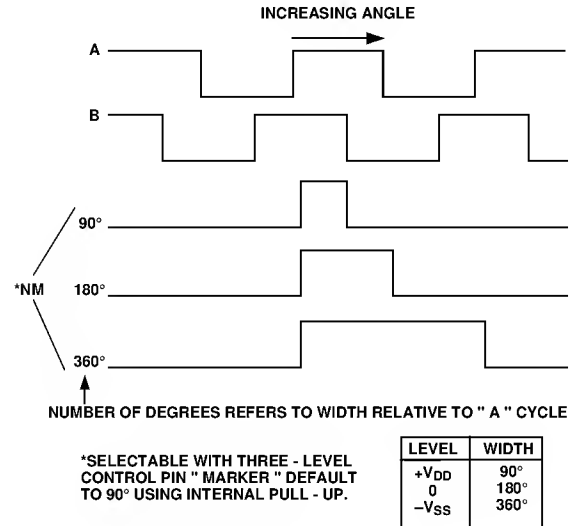 INCREASING ANGLE
A
B
90°
*NM
180°
360°
NUMBER OF DEGREES REFERS TO WIDTH RELATIVE TO " A " CYCLE
*SELECTABLE WITH THREE - LEVEL
CONTROL PIN " MARKER " DEFAULT
TO 90° USING INTERNAL PULL - UP.
LEVEL WIDTH
+VDD 90°
0 180°
–VSS 360°